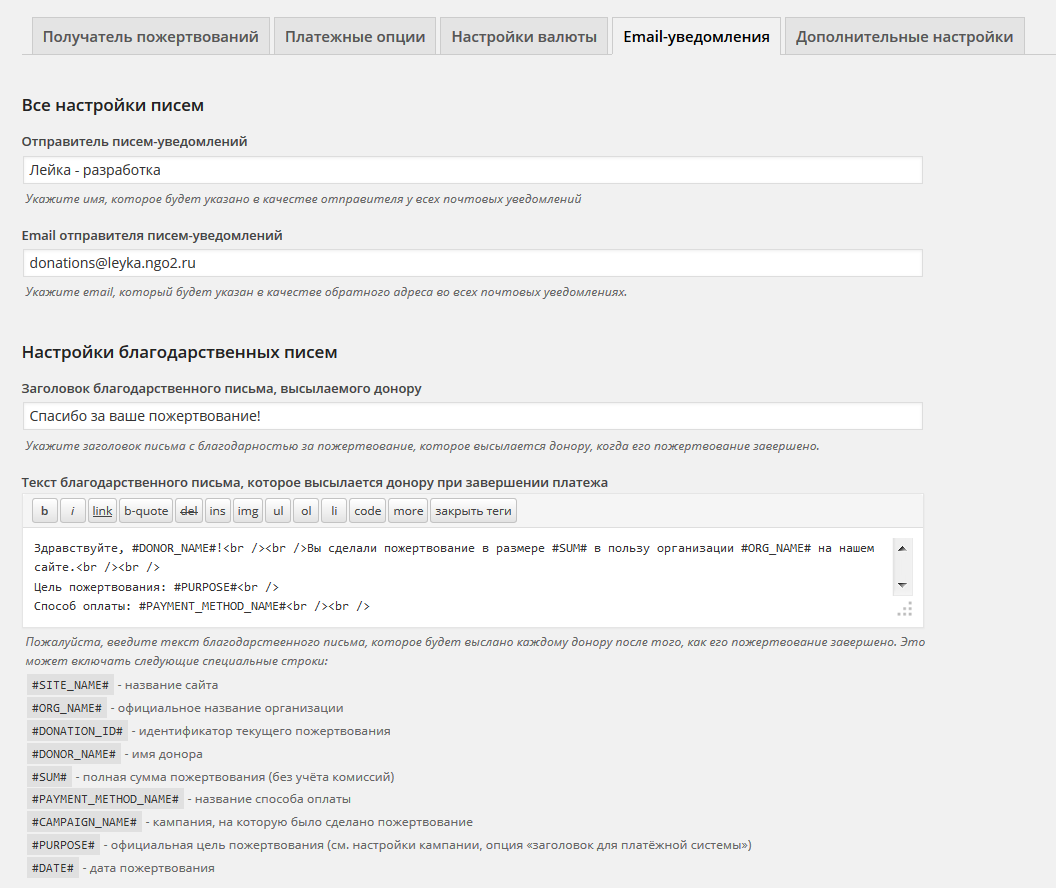 Получатель пожертвований Платежные опции Настройки валюты Email-уведомления Дополнительные настройки
Все настройки писем
Отправитель писем-уведомлений
Лейка - разработка
Укажите имя, которое будет указано в качестве отправителя у всех почтовых уведомлений
Email отправителя писем-уведомлений
donations@leyka.ngo2.ru
Укажите email, который будет указан в качестве обратного адреса во всех почтовых уведомлениях.
Настройки благодарственных писем
Заголовок благодарственного письма, высылаемого донору
Спасибо за ваше пожертвование!
Укажите заголовок письма с благодарностью за пожертвование, которое высылается донору, когда его пожертвование завершено.
Текст благодарственного письма, которое высылается донору при завершении платежа
b i link b-quote del ins img ul ol li code more закрыть теги
Здравствуйте, #DONOR_NAME#!<br /><br />Вы сделали пожертвование в размере #SUM# в пользу организации #ORG_NAME# на нашем
сайте.<br /><br />
Цель пожертвования: #PURPOSE#<br />
Способ оплаты: #PAYMENT_METHOD_NAME#<br /><br />
Пожалуйста, введите текст благодарственного письма, которое будет выслано каждому донору после того, как его пожертвование завершено. Это
может включать следующие специальные строки:
#SITE_NAME# - название сайта
#ORG_NAME# - официальное название организации
#DONATION_ID# - идентификатор текущего пожертвования
#DONOR_NAME# - имя донора
#SUM# - полная сумма пожертвования (без учёта комиссий)
#PAYMENT_METHOD_NAME# - название способа оплаты
#CAMPAIGN_NAME# - кампания, на которую было сделано пожертвование
#PURPOSE# - официальная цель пожертвования (см. настройки кампании, опция «заголовок для платёжной системы»)
#DATE# - дата пожертвования